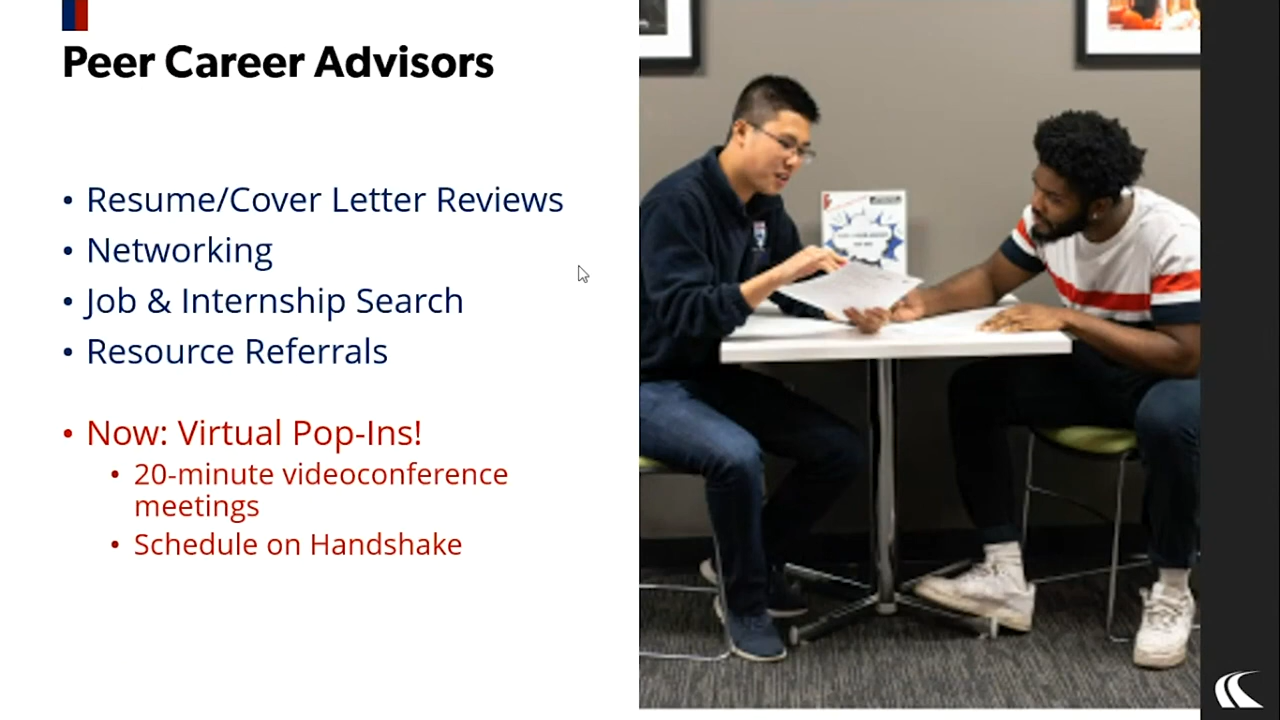 Peer Career Advisors
• Resume/Cover Letter Reviews
• Networking
• Job & Internship Search
• Resource Referrals
• Now: Virtual Pop-Ins!
• 20-minute videoconference
meetings
• Schedule on Handshake